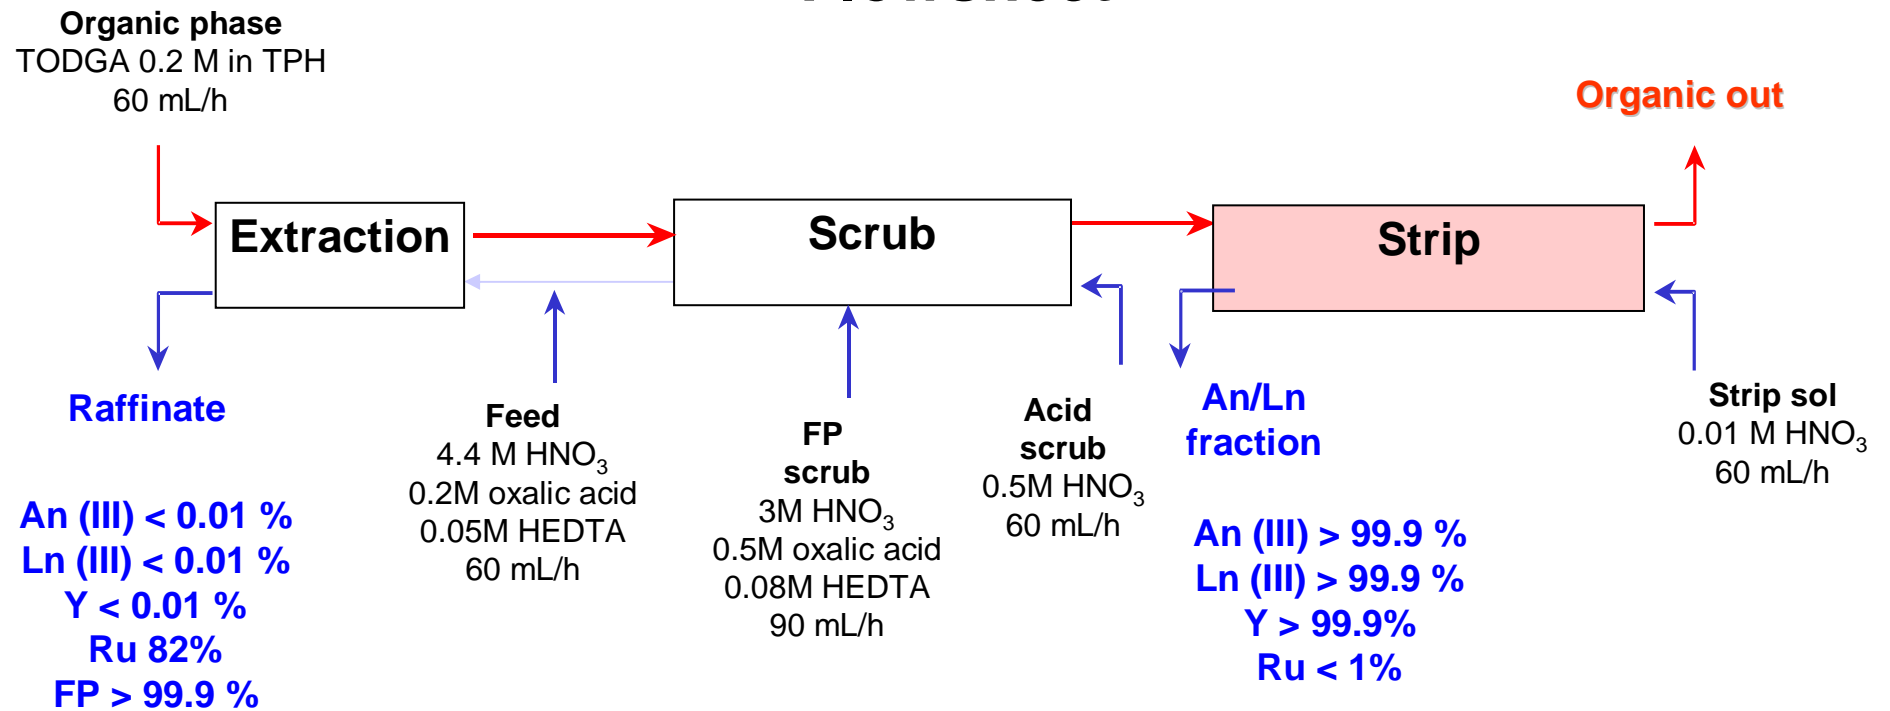 Organic phase
TODGA 0.2 M in TPH
60 mL/h
Organic out
Extraction
Scrub
Strip
Raffinate
An (III) < 0.01 %
Ln (III) < 0.01 %
Y < 0.01 %
Ru 82%
FP > 99.9 %
Feed
4.4 M HNO3
0.2M oxalic acid
0.05M HEDTA
60 mL/h
FP
scrub
3M HNO3
0.5M oxalic acid
0.08M HEDTA
90 mL/h
Acid
scrub
0.5M HNO3
60 mL/h
An/Ln
fraction
An (III) > 99.9 %
Ln (III) > 99.9 %
Y > 99.9%
Ru < 1%
Strip sol
0.01 M HNO3
60 mL/h